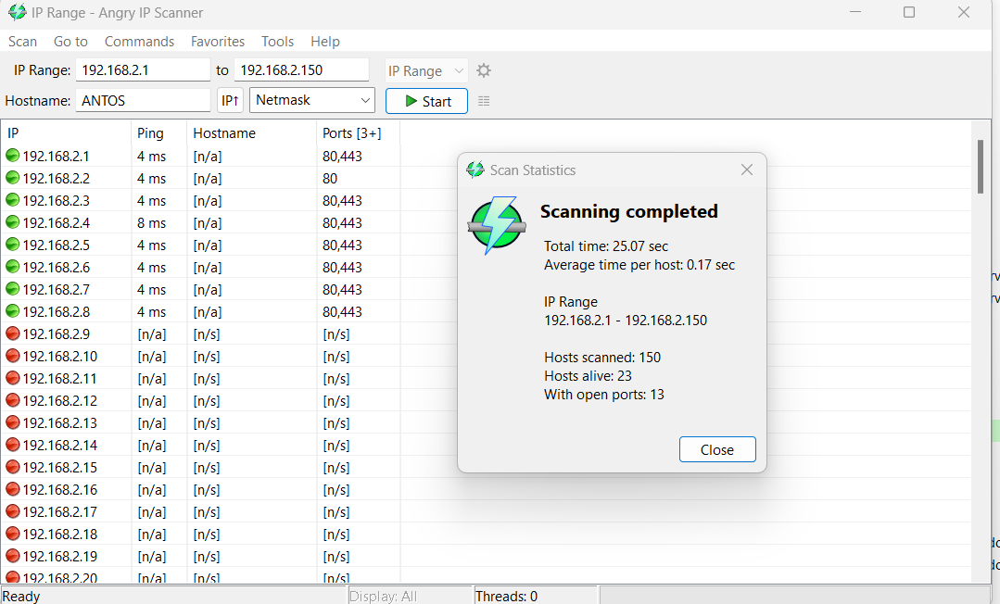 IP Range - Angry IP Scanner
Scan Go to Commands Favorites Tools Help
IP Range: 192.168.2.1 to 192.168.2.150 IP Range
Hostname: ANTOS IP↑ Netmask Start
IP Ping Hostname Ports [3+]
192.168.2.1 4 ms [n/a] 80,443
192.168.2.2 4 ms [n/a] 80
192.168.2.3 4 ms [n/a] 80,443
192.168.2.4 8 ms [n/a] 80,443
192.168.2.5 4 ms [n/a] 80,443
192.168.2.6 4 ms [n/a] 80,443
192.168.2.7 4 ms [n/a] 80,443
192.168.2.8 4 ms [n/a] 80,443
192.168.2.9 [n/a] [n/s] [n/s]
192.168.2.10 [n/a] [n/s] [n/s]
192.168.2.11 [n/a] [n/s] [n/s]
192.168.2.12 [n/a] [n/s] [n/s]
192.168.2.13 [n/a] [n/s] [n/s]
192.168.2.14 [n/a] [n/s] [n/s]
192.168.2.15 [n/a] [n/s] [n/s]
192.168.2.16 [n/a] [n/s] [n/s]
192.168.2.17 [n/a] [n/s] [n/s]
192.168.2.18 [n/a] [n/s] [n/s]
192.168.2.19 [n/a] [n/s] [n/s]
192.168.2.20 [n/a] [n/s] [n/s]
Scan Statistics
Scanning completed
Total time: 25.07 sec
Average time per host: 0.17 sec
IP Range
192.168.2.1 - 192.168.2.150
Hosts scanned: 150
Hosts alive: 23
With open ports: 13
Close
Ready Display: All Threads: 0